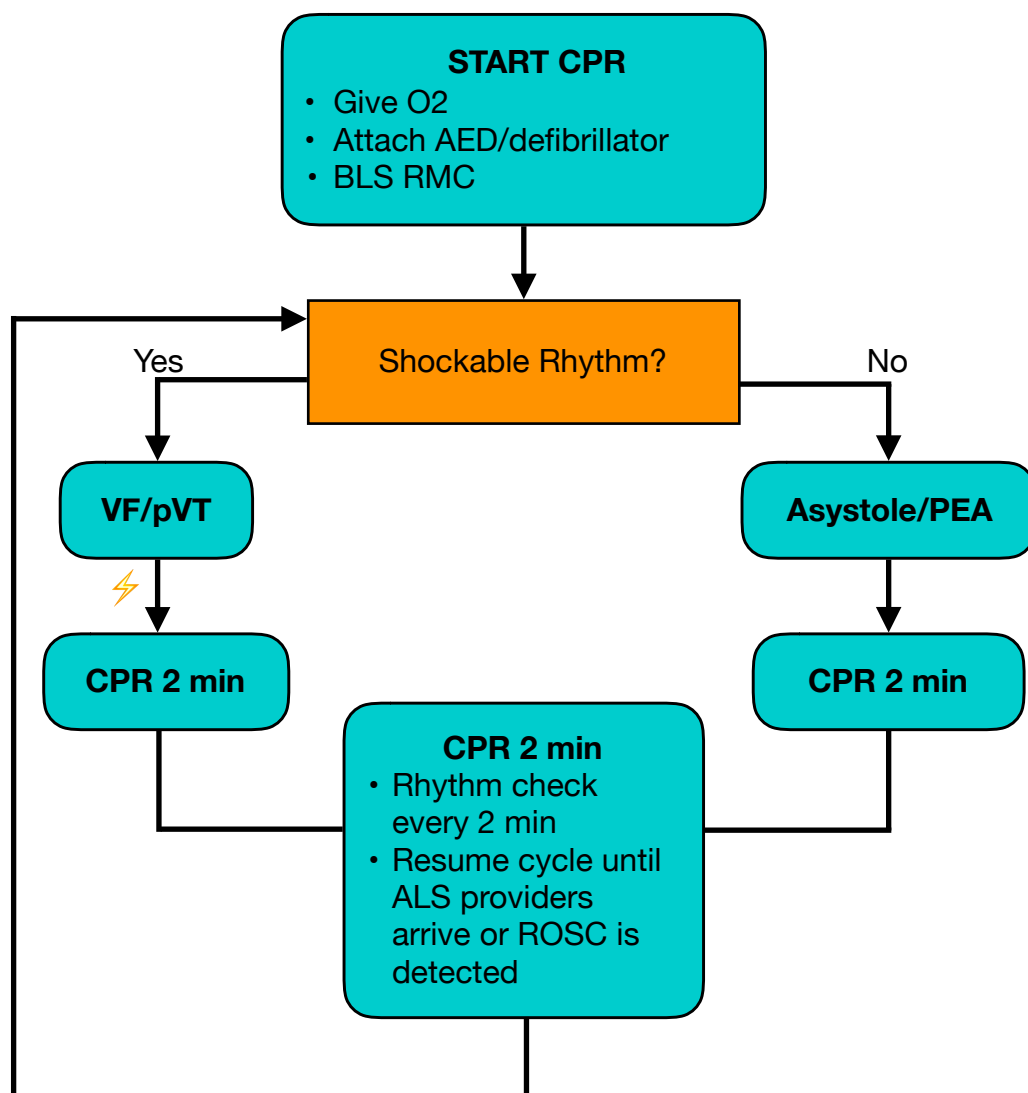 START CPR
• Give O2
• Attach AED/defibrillator
• BLS RMC
Shockable Rhythm?
Yes
No
VF/pVT
Asystole/PEA
CPR 2 min
CPR 2 min
CPR 2 min
• Rhythm check
every 2 min
• Resume cycle until
ALS providers
arrive or ROSC is
detected